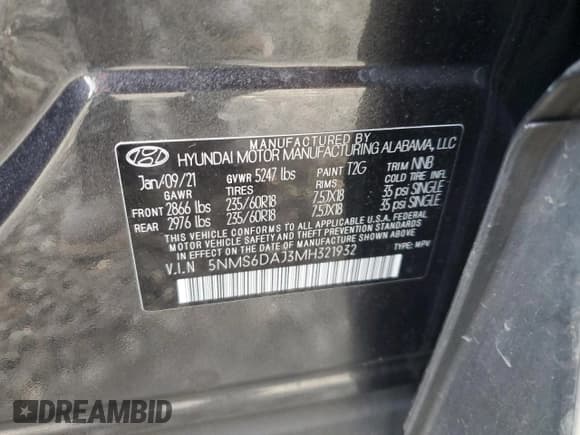 MANUFACTURED BY
HYUNDAI MOTOR MANUFACTURING ALABAMA, LLC
Jan/09/21 GVWR 5247 lbs PAINT T2G TRIM NNB
GAWR TIRES RIMS COLD TIRE INFL
FRONT 2866 lbs 235/60R18 7.5JX18 35 psi SINGLE
REAR 2976 lbs 235/60R18 7.5JX18 35 psi SINGLE
THIS VEHICLE CONFORMS TO ALL APPLICABLE U.S.A. FEDERAL
MOTOR VEHICLE SAFETY AND THEFT PREVENTION STANDARDS
IN EFFECT ON THE DATE OF MANUFACTURE SHOWN ABOVE.
V.I.N 5NMS6DAJ3MH321932 TYPE: MPV
DREAMBID